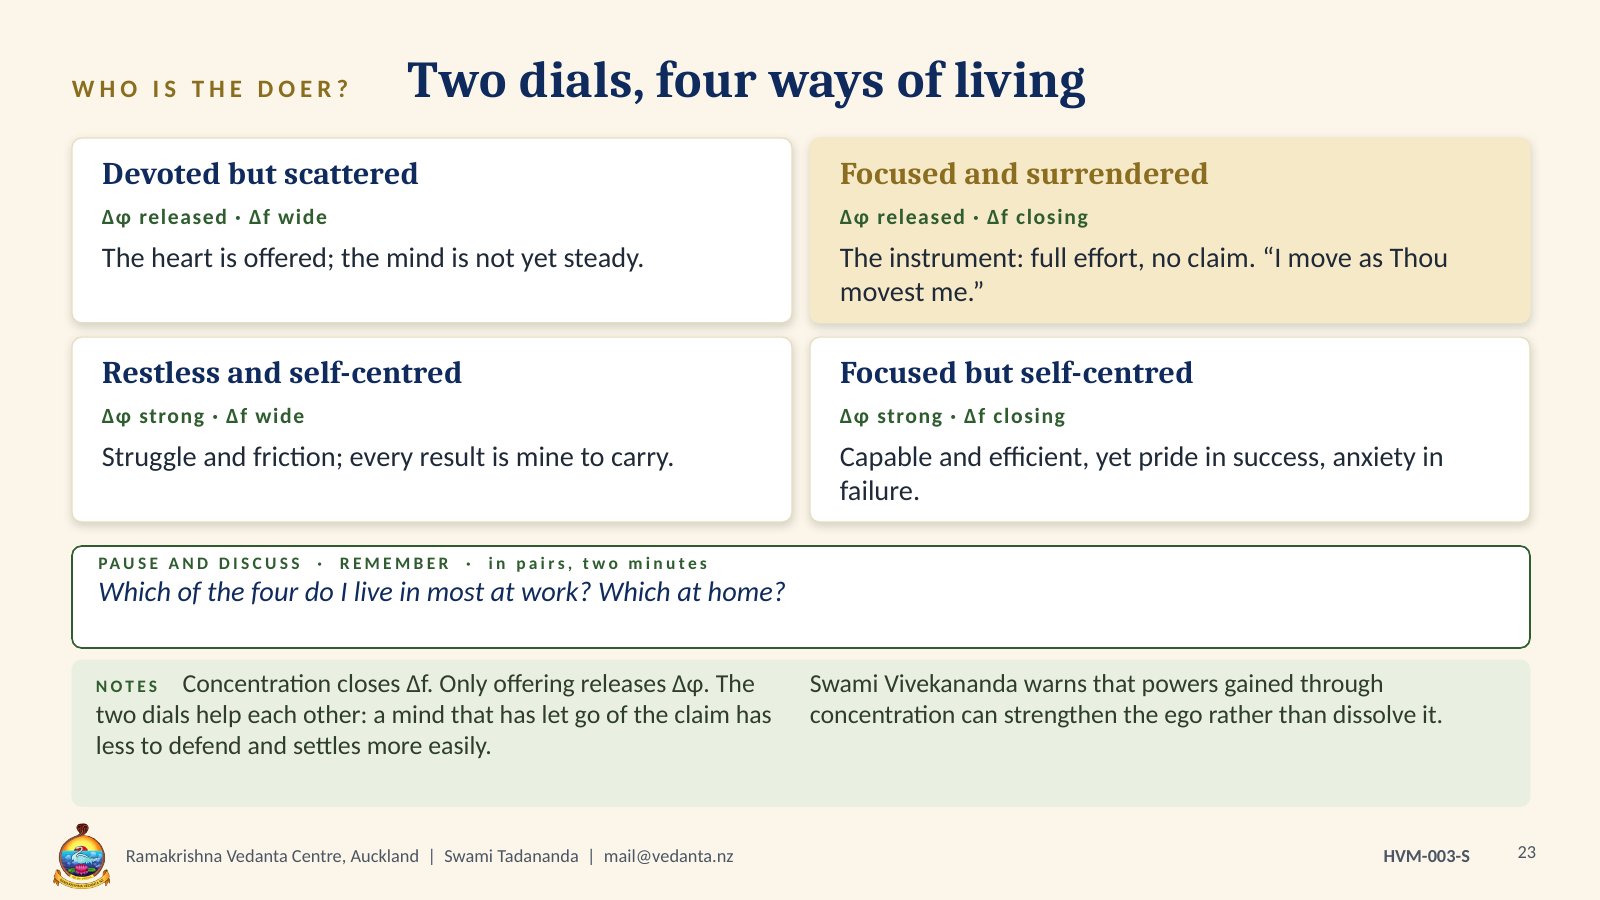 WHO IS THE DOER? Two dials, four ways of living
Devoted but scattered
Δφ released · Δf wide
The heart is offered; the mind is not yet steady.
Focused and surrendered
Δφ released · Δf closing
The instrument: full effort, no claim. “I move as Thou
movest me.”
Restless and self-centred
Δφ strong · Δf wide
Struggle and friction; every result is mine to carry.
Focused but self-centred
Δφ strong · Δf closing
Capable and efficient, yet pride in success, anxiety in
failure.
PAUSE AND DISCUSS · REMEMBER · in pairs, two minutes
Which of the four do I live in most at work? Which at home?
NOTES Concentration closes Δf. Only offering releases Δφ. The
two dials help each other: a mind that has let go of the claim has
less to defend and settles more easily.
Swami Vivekananda warns that powers gained through
concentration can strengthen the ego rather than dissolve it.
Ramakrishna Vedanta Centre, Auckland | Swami Tadananda | mail@vedanta.nz
HVM-003-S 23